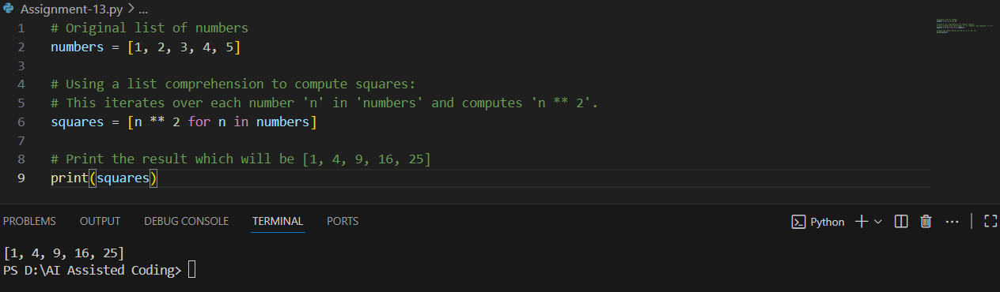 Assignment-13.py > ...
1 # Original list of numbers
2 numbers = [1, 2, 3, 4, 5]
3
4 # Using a list comprehension to compute squares:
5 # This iterates over each number 'n' in 'numbers' and computes 'n ** 2'.
6 squares = [n ** 2 for n in numbers]
7
8 # Print the result which will be [1, 4, 9, 16, 25]
9 print(squares)
PROBLEMS OUTPUT DEBUG CONSOLE TERMINAL PORTS Python
[1, 4, 9, 16, 25]
PS D:\AI Assisted Coding>